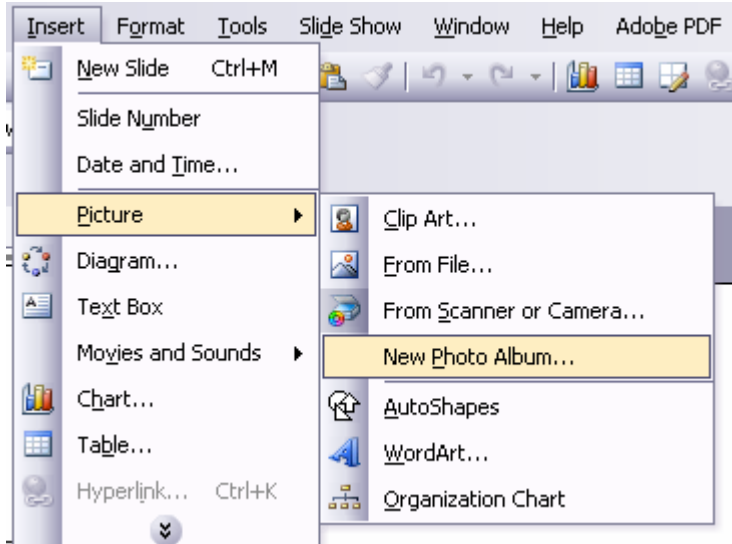 Insert Format Tools Slide Show Window Help Adobe PDF
New Slide Ctrl+M
Slide Number
Date and Time...
Picture
Diagram...
Text Box
Movies and Sounds
Chart...
Table...
Hyperlink... Ctrl+K
Clip Art...
From File...
From Scanner or Camera...
New Photo Album...
AutoShapes
WordArt...
Organization Chart